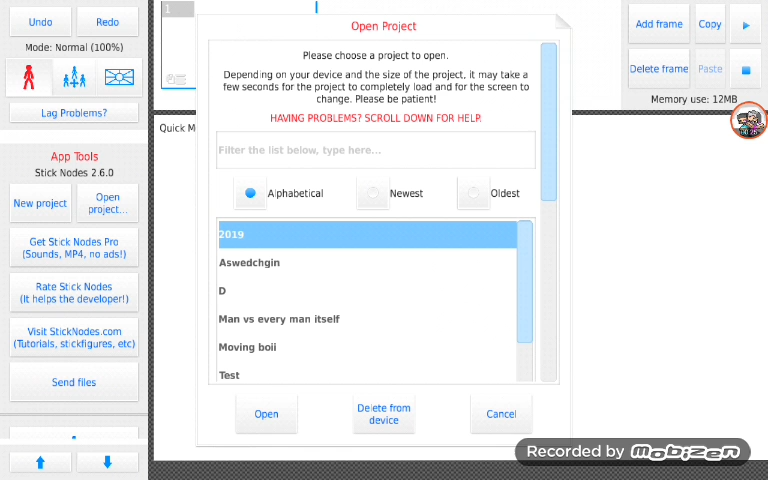 Undo
Redo
Mode: Normal (100%)
Lag Problems?
App Tools
Stick Nodes 2.6.0
New project
Open
project...
Get Stick Nodes Pro
(Sounds, MP4, no ads!)
Rate Stick Nodes
(It helps the developer!)
Visit StickNodes.com
(Tutorials, stickfigures, etc)
Send files
1
Quick M
Open Project
Please choose a project to open.
Depending on your device and the size of the project, it may take a
few seconds for the project to completely load and for the screen to
change. Please be patient!
HAVING PROBLEMS? SCROLL DOWN FOR HELP.
Filter the list below, type here...
Alphabetical
Newest
Oldest
2019
Aswedchgin
D
Man vs every man itself
Moving boii
Test
Open
Delete from
device
Cancel
Add frame
Copy
Delete frame
Paste
Memory use: 12MB
Recorded by Mobizen